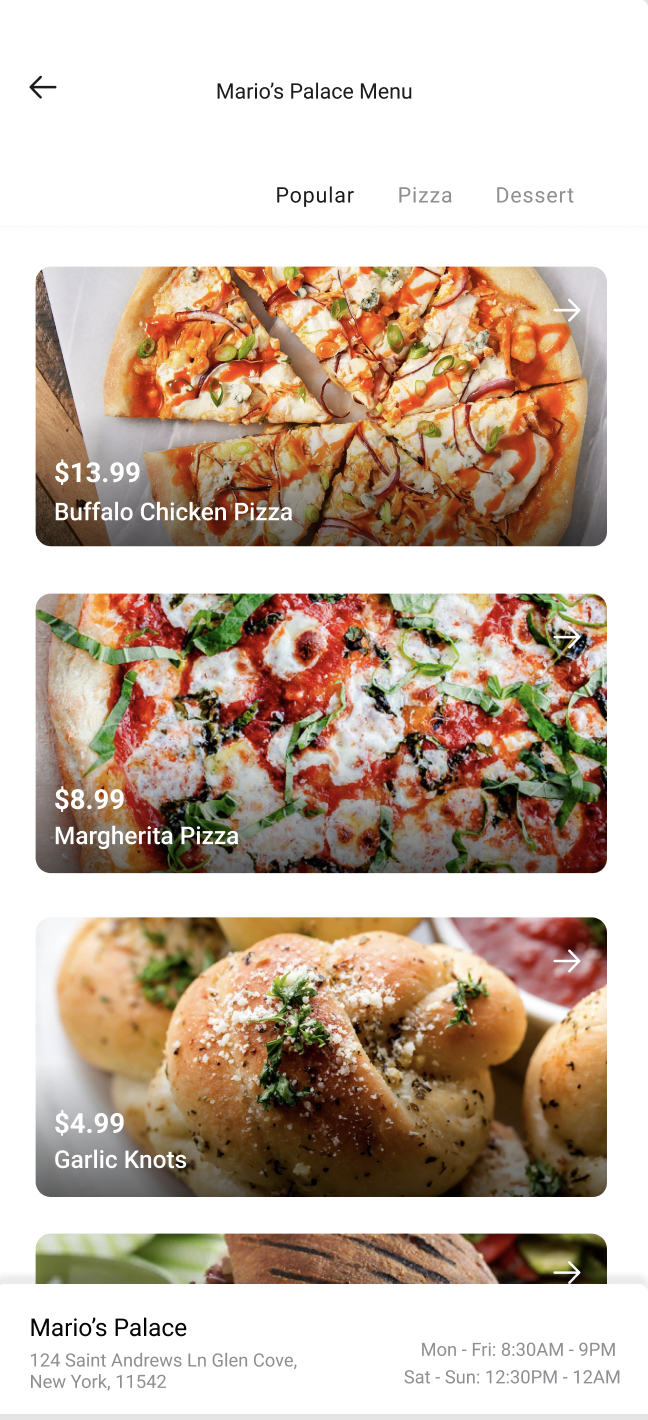 Mario’s Palace Menu
Popular Pizza Dessert
$13.99
Buffalo Chicken Pizza
$8.99
Margherita Pizza
$4.99
Garlic Knots
Mario’s Palace
124 Saint Andrews Ln Glen Cove,
New York, 11542
Mon - Fri: 8:30AM - 9PM
Sat - Sun: 12:30PM - 12AM